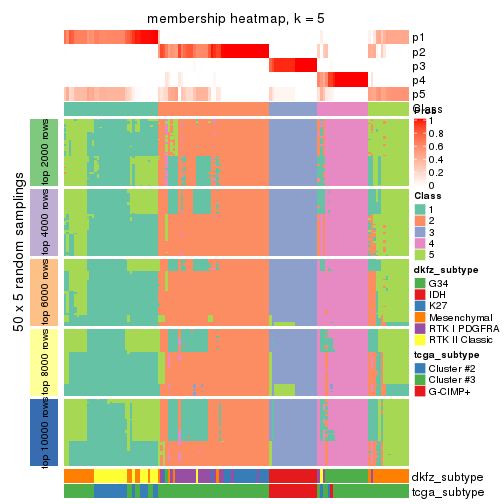 membership heatmap, k = 5
p1
p2
p3
p4
p5
Class
1
0.8
0.6
0.4
0.2
0
Class
1
2
3
4
5
dkfz_subtype
G34
IDH
K27
Mesenchymal
RTK I PDGFRA
RTK II Classic
tcga_subtype
Cluster #2
Cluster #3
G-CIMP+
50 x 5 random samplings
top 2000 rows
top 4000 rows
top 6000 rows
top 8000 rows
top 10000 rows
dkfz_subtype
tcga_subtype